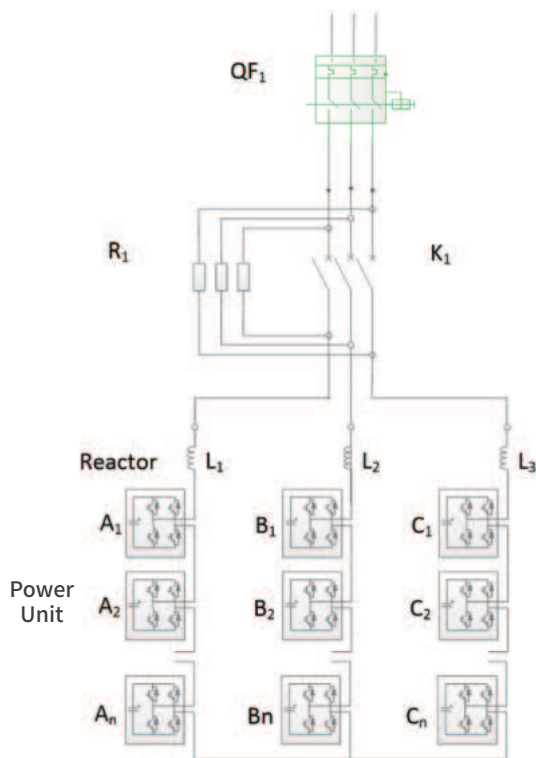 QF₁
R₁
K₁
Reactor
L₁
L₂
L₃
A₁
B₁
C₁
Power
Unit
A₂
B₂
C₂
Aₙ
Bn
Cₙ